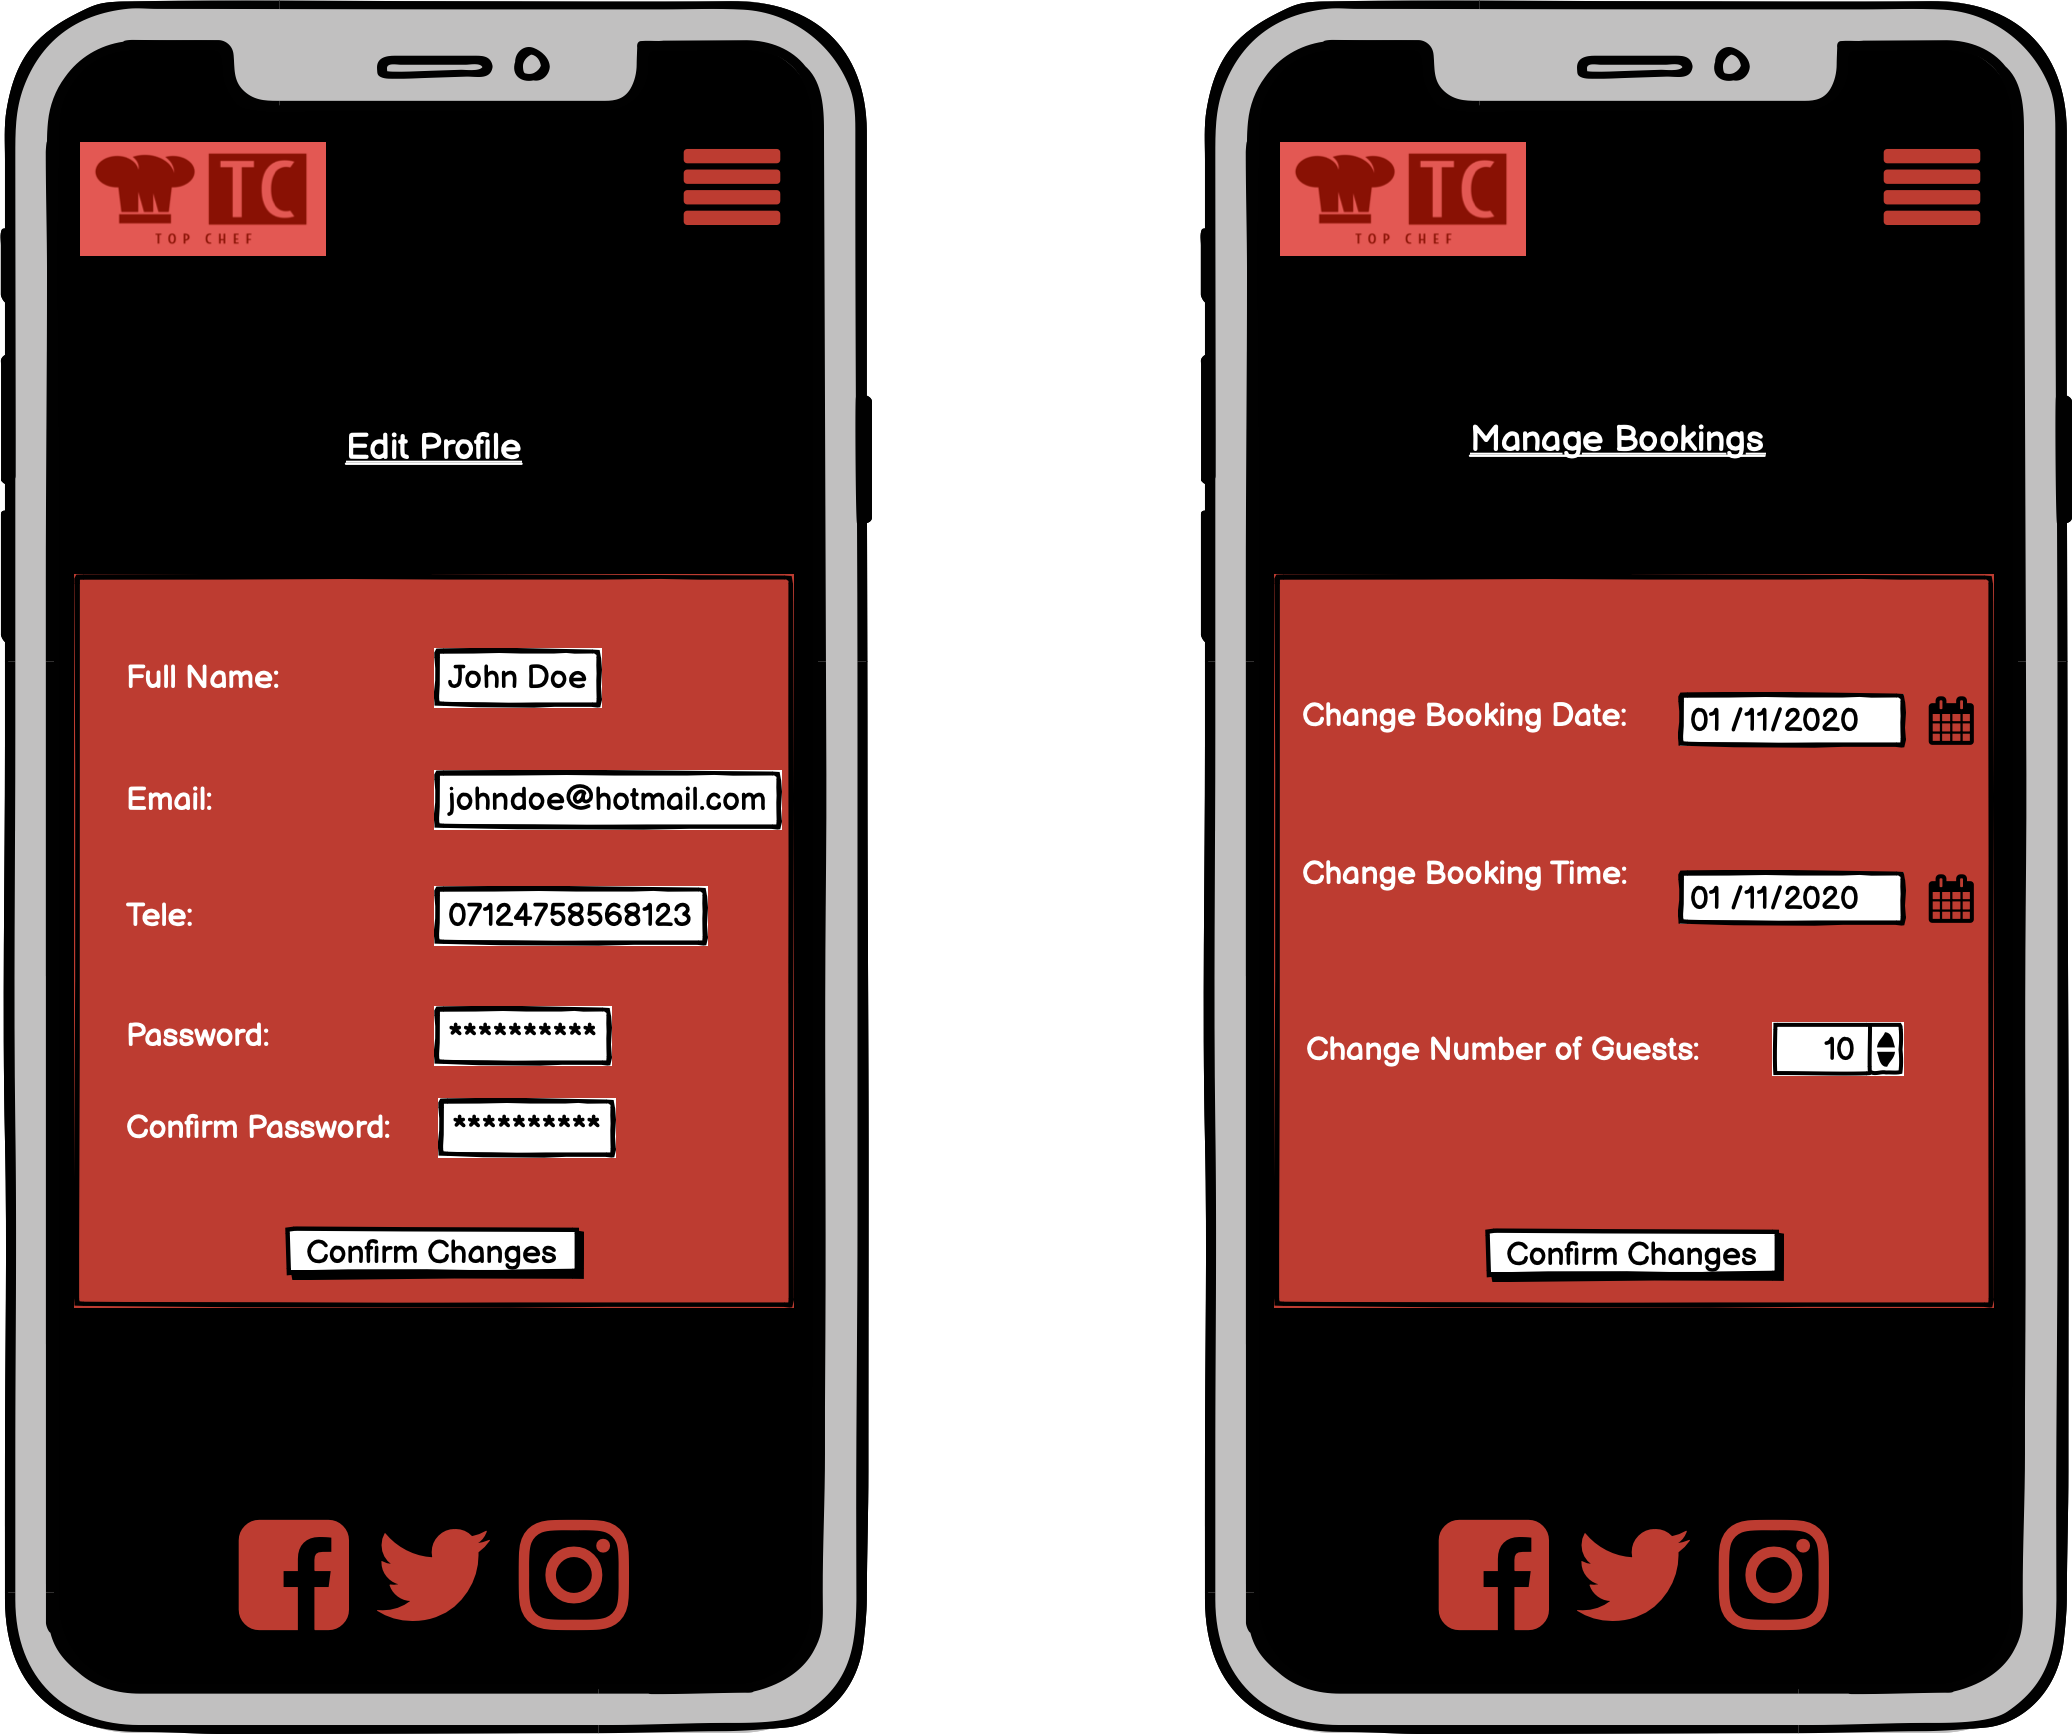 TC
TOP CHEF
Edit Profile
Full Name: John Doe
Email: johndoe@hotmail.com
Tele: 07124758568123
Password: **********
Confirm Password: **********
Confirm Changes
TC
TOP CHEF
Manage Bookings
Change Booking Date: 01 /11/2020
Change Booking Time: 01 /11/2020
Change Number of Guests: 10
Confirm Changes